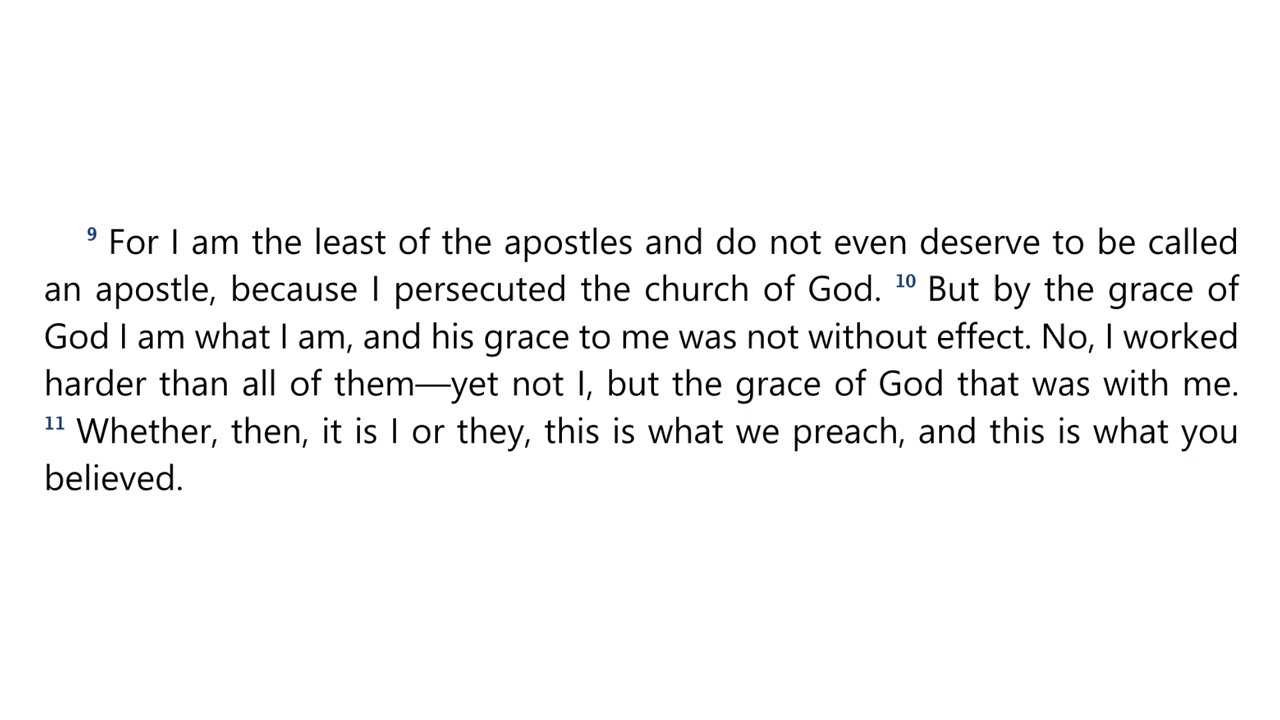 9 For I am the least of the apostles and do not even deserve to be called
an apostle, because I persecuted the church of God. 10 But by the grace of
God I am what I am, and his grace to me was not without effect. No, I worked
harder than all of them—yet not I, but the grace of God that was with me.
11 Whether, then, it is I or they, this is what we preach, and this is what you
believed.